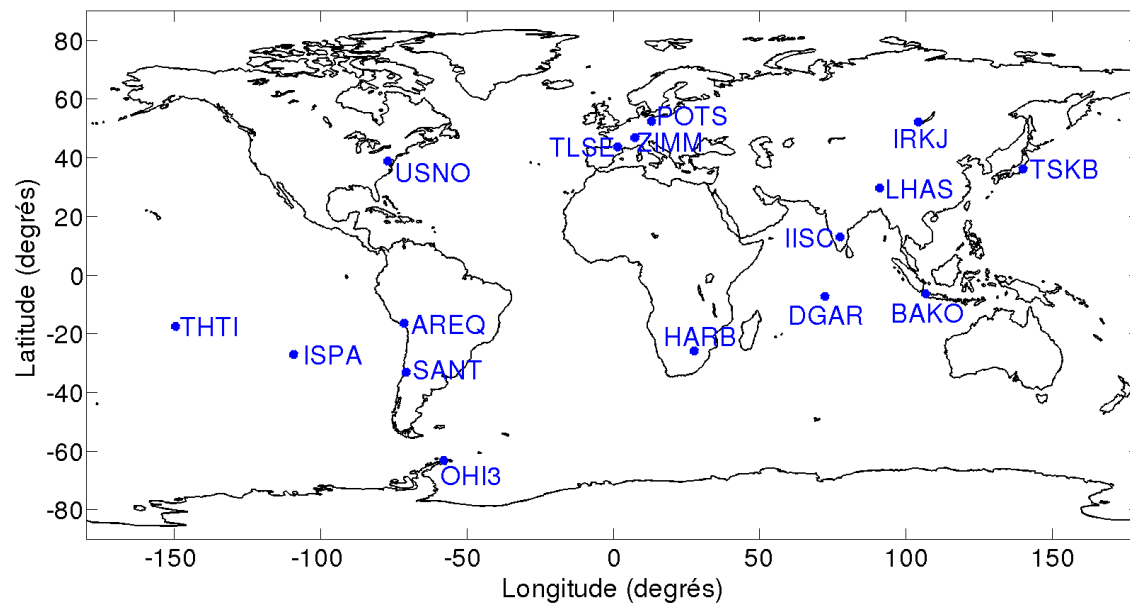 80
60
40
20
0
-20
-40
-60
-80
Latitude (degrés)
POTS
ZIMM
TLSE
IRKJ
USNO
TSKB
LHAS
IISC
DGAR
BAKO
THTI
AREQ
HARB
ISPA
SANT
OHI3
-150
-100
-50
0
50
100
150
Longitude (degrés)